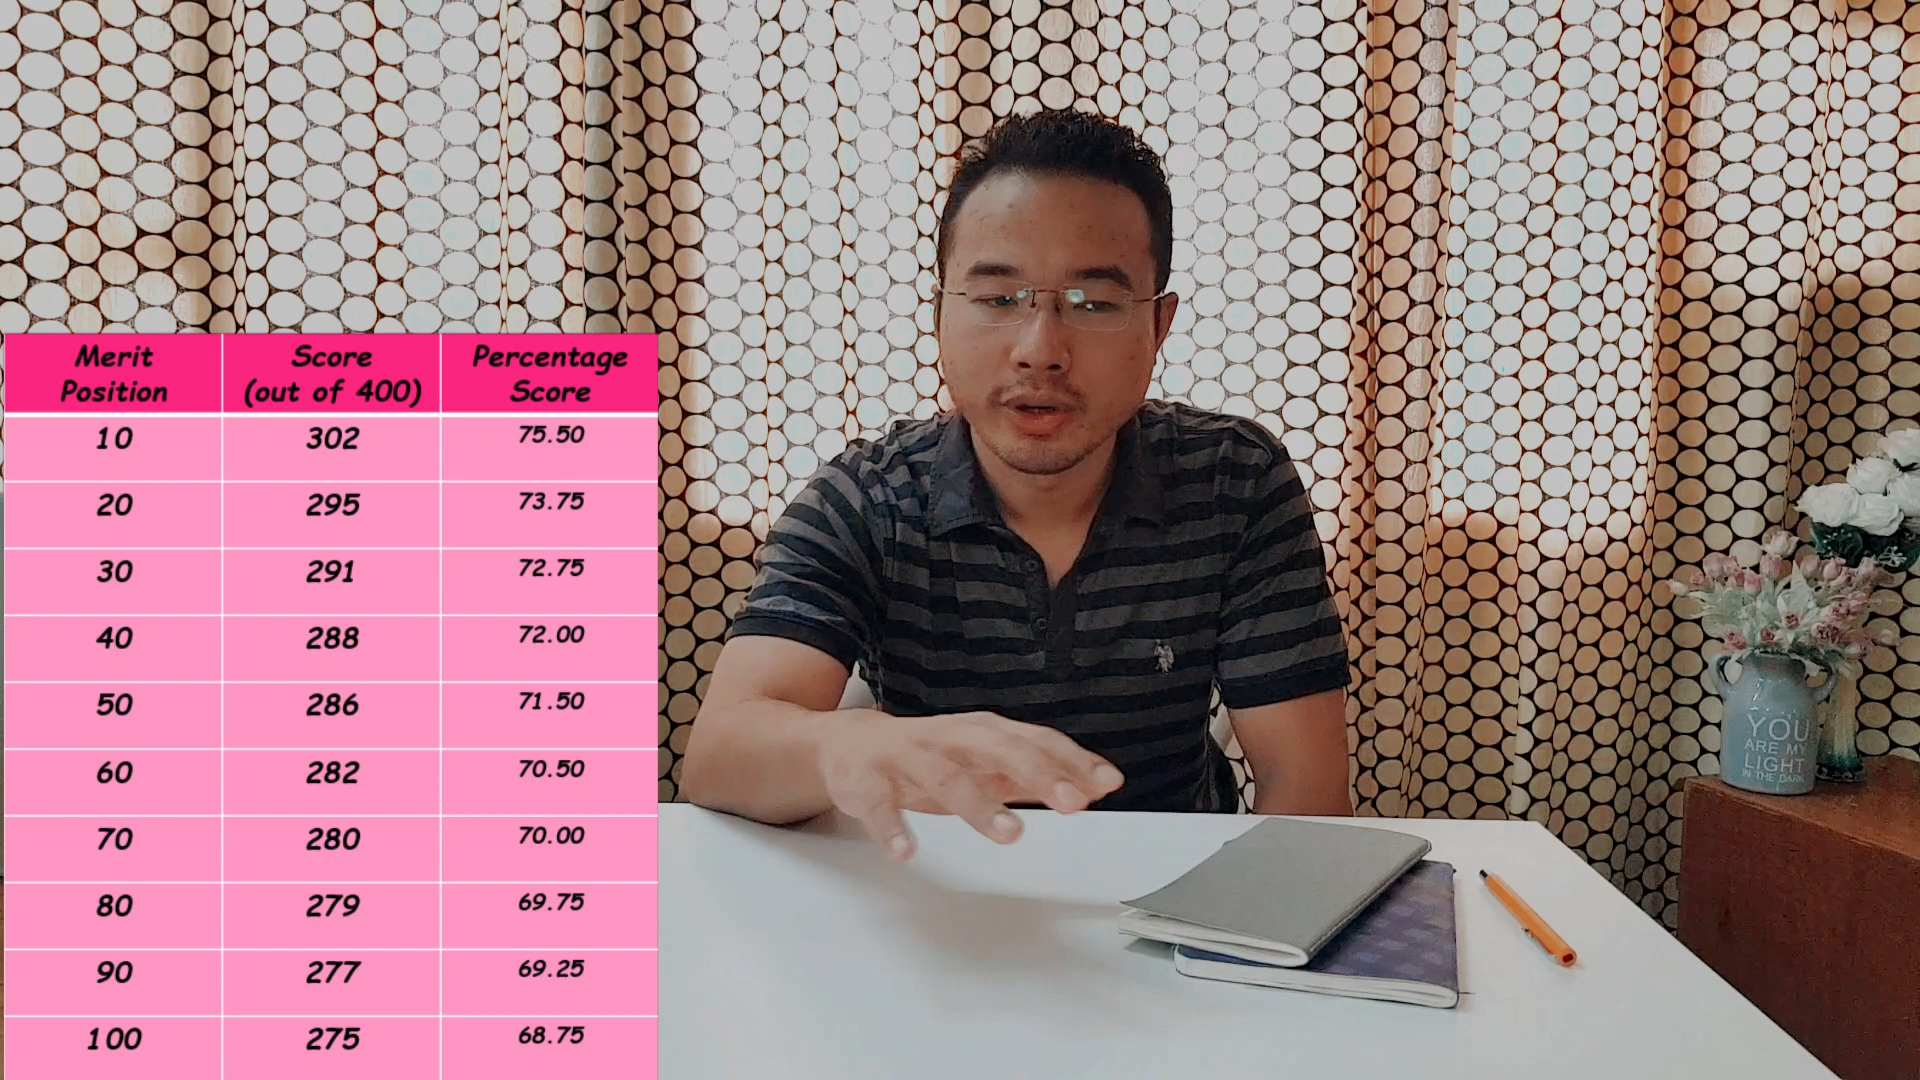 Merit Position
Score (out of 400)
Percentage Score
10 302 75.50
20 295 73.75
30 291 72.75
40 288 72.00
50 286 71.50
60 282 70.50
70 280 70.00
80 279 69.75
90 277 69.25
100 275 68.75
YOU
ARE MY
LIGHT
IN THE DARK